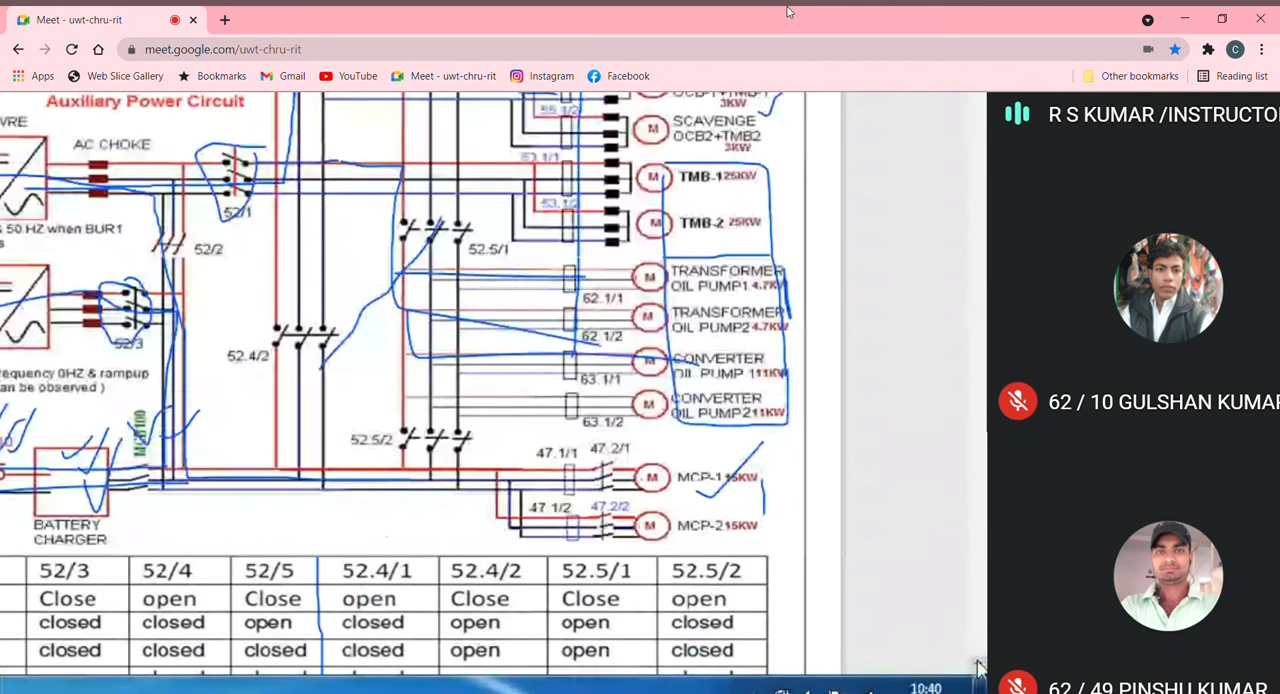 Meet - uwt-chru-rit
meet.google.com/uwt-chru-rit
Apps Web Slice Gallery Bookmarks Gmail YouTube Meet - uwt-chru-rit Instagram Facebook Other bookmarks Reading list
Auxiliary Power Circuit
VRE
AC CHOKE
52/1
S 50 HZ when BUR1
52/2
52/3
requency 0HZ & rampup
an be observed )
BATTERY
CHARGER
52.4/2
52.5/1
52.5/2
3KW
SCAVENGE
OCB2+TMB2
3KW
53.1/1
TMB-1 25KW
53.1/2
TMB-2 25KW
TRANSFORMER
OIL PUMP1 4.7KW
62.1/1
TRANSFORMER
OIL PUMP2 4.7KW
62 1/2
CONVERTER
OIL PUMP 1 11KW
63.1/1
CONVERTER
OIL PUMP2 11KW
63.1/2
47.1/1 47.2/1
MCP-1 15KW
47 1/2 47.2/2
MCP-2 15KW
M
M
M
M
M
M
M
M
M
52/3 52/4 52/5 52.4/1 52.4/2 52.5/1 52.5/2
Close open Close open Close Close open
closed closed open closed open open closed
closed closed closed closed open open closed
10:40
R S KUMAR /INSTRUCTO
62 / 10 GULSHAN KUMAR
62 / 49 PINSHU KUMAR
C